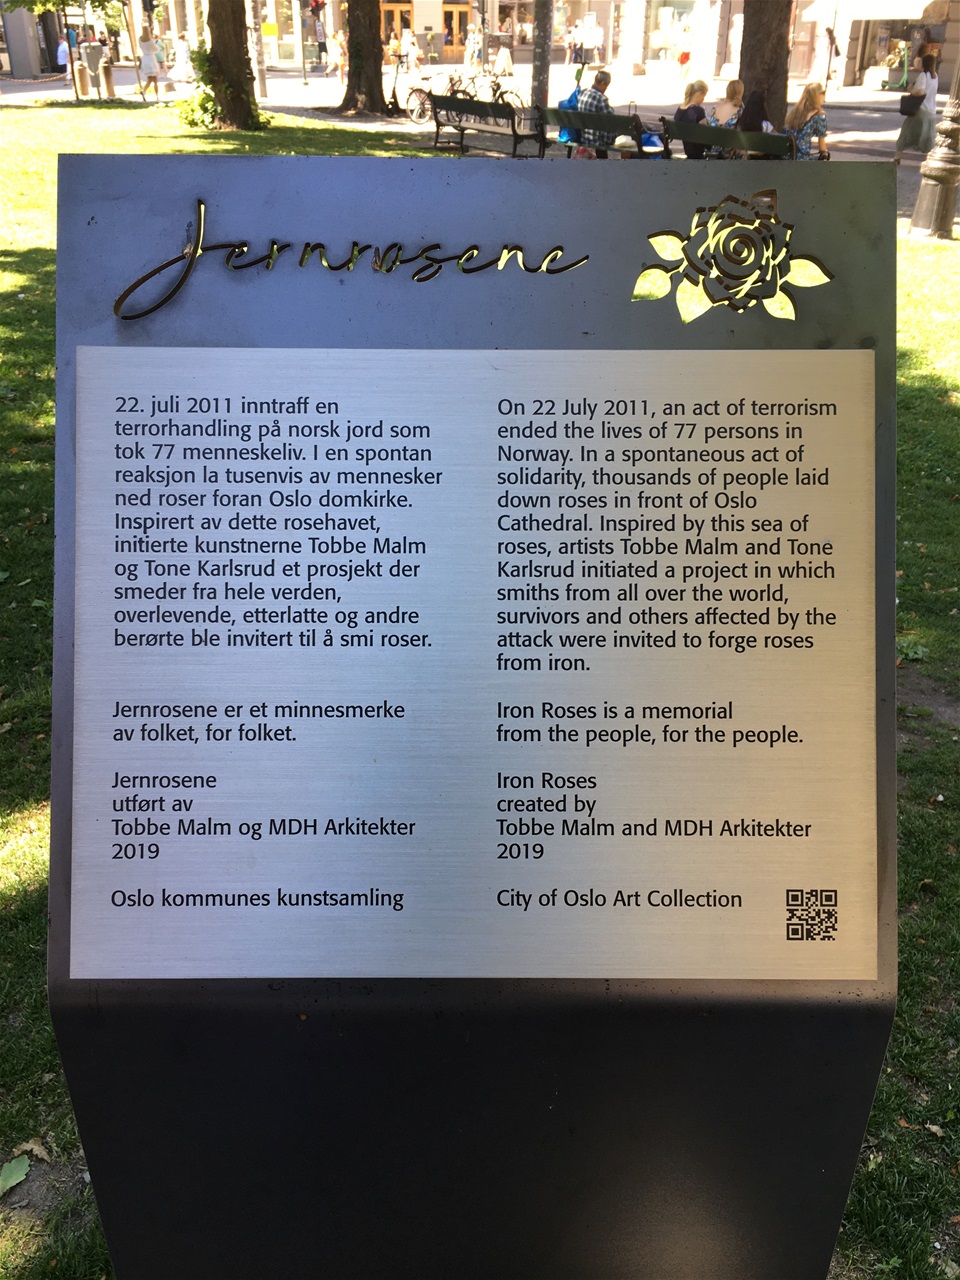 Jernrosene
22. juli 2011 inntraff en
terrorhandling på norsk jord som
tok 77 menneskeliv. I en spontan
reaksjon la tusenvis av mennesker
ned roser foran Oslo domkirke.
Inspirert av dette rosehavet,
initierte kunstnerne Tobbe Malm
og Tone Karlsrud et prosjekt der
smeder fra hele verden,
overlevende, etterlatte og andre
berørte ble invitert til å smi roser.
Jernrosene er et minnesmerke
av folket, for folket.
Jernrosene
utført av
Tobbe Malm og MDH Arkitekter
2019
Oslo kommunes kunstsamling
On 22 July 2011, an act of terrorism
ended the lives of 77 persons in
Norway. In a spontaneous act of
solidarity, thousands of people laid
down roses in front of Oslo
Cathedral. Inspired by this sea of
roses, artists Tobbe Malm and Tone
Karlsrud initiated a project in which
smiths from all over the world,
survivors and others affected by the
attack were invited to forge roses
from iron.
Iron Roses is a memorial
from the people, for the people.
Iron Roses
created by
Tobbe Malm and MDH Arkitekter
2019
City of Oslo Art Collection